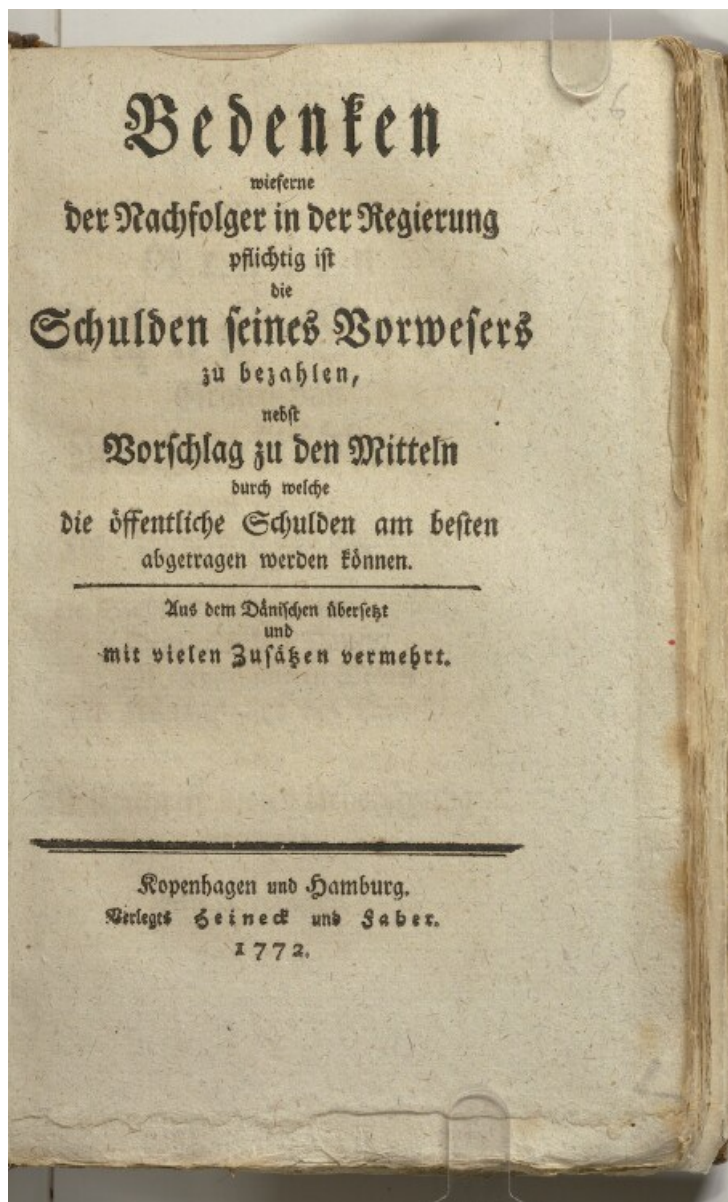 6
Bedenken
wieferne
der Nachfolger in der Regierung
pflichtig ist
die
Schulden seines Vorwesers
zu bezahlen,
nebst
Vorschlag zu den Mitteln
durch welche
die öffentliche Schulden am besten
abgetragen werden können.
Aus dem Dänischen übersetzt
und
mit vielen Zusätzen vermehrt.
Kopenhagen und Hamburg.
Verlegts Heineck und Faber.
1772.